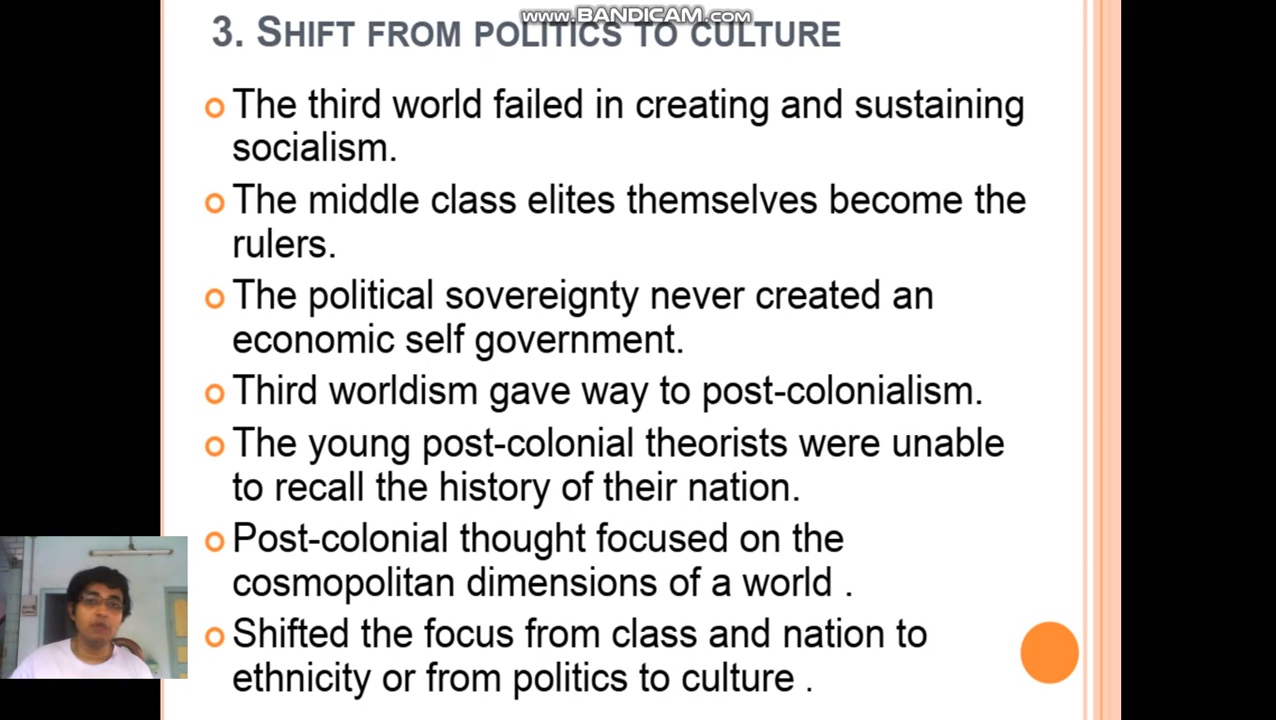 www.BANDICAM.com
3. SHIFT FROM POLITICS TO CULTURE
The third world failed in creating and sustaining
socialism.
The middle class elites themselves become the
rulers.
The political sovereignty never created an
economic self government.
Third worldism gave way to post-colonialism.
The young post-colonial theorists were unable
to recall the history of their nation.
Post-colonial thought focused on the
cosmopolitan dimensions of a world .
Shifted the focus from class and nation to
ethnicity or from politics to culture .